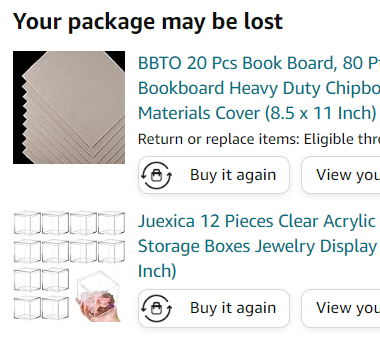 Your package may be lost
BBTO 20 Pcs Book Board, 80 P
Bookboard Heavy Duty Chipbo
Materials Cover (8.5 x 11 Inch)
Return or replace items: Eligible thr
Buy it again
View you
Juexica 12 Pieces Clear Acrylic
Storage Boxes Jewelry Display
Inch)
Buy it again
View you